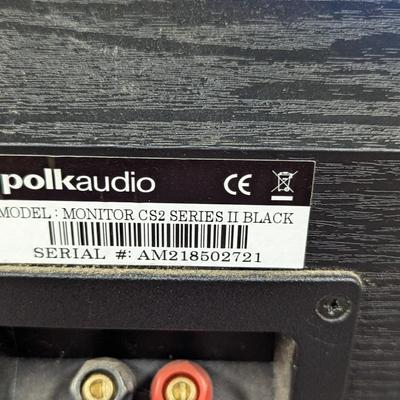 polkaudio CE
MODEL: MONITOR CS2 SERIES II BLACK
SERIAL #: AM218502721